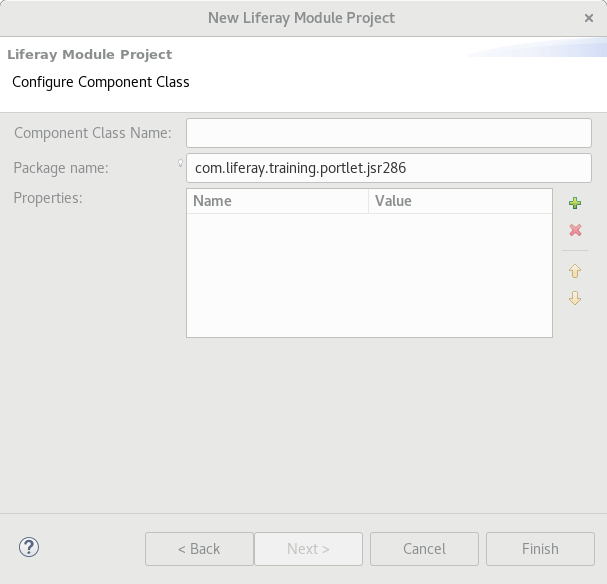 New Liferay Module Project
Liferay Module Project
Configure Component Class
Component Class Name:
Package name: com.liferay.training.portlet.jsr286
Properties:
Name Value
< Back Next > Cancel Finish